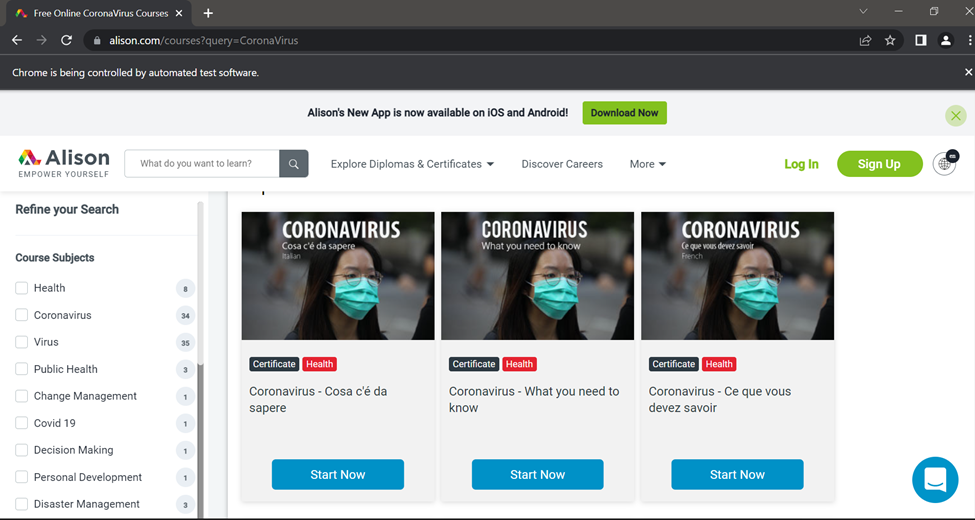 Free Online CoronaVirus Courses
alison.com/courses?query=CoronaVirus
Chrome is being controlled by automated test software.
Alison's New App is now available on iOS and Android!
Download Now
Alison
EMPOWER YOURSELF
What do you want to learn?
Explore Diplomas & Certificates
Discover Careers
More
Log In
Sign Up
en
Refine your Search
Course Subjects
Health 8
Coronavirus 34
Virus 35
Public Health 3
Change Management 1
Covid 19 1
Decision Making 1
Personal Development 1
Disaster Management 3
CORONAVIRUS
Cosa c'é da sapere
Italian
Certificate Health
Coronavirus - Cosa c'é da
sapere
Start Now
CORONAVIRUS
What you need to know
Certificate Health
Coronavirus - What you need to
know
Start Now
CORONAVIRUS
Ce que vous devez savoir
French
Certificate Health
Coronavirus - Ce que vous
devez savoir
Start Now